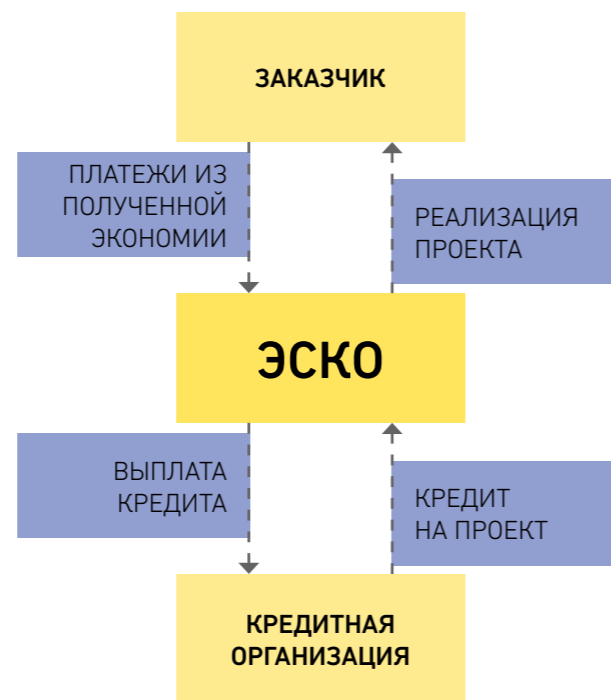 ЗАКАЗЧИК
ПЛАТЕЖИ ИЗ
ПОЛУЧЕННОЙ
ЭКОНОМИИ
РЕАЛИЗАЦИЯ
ПРОЕКТА
ЭСКО
ВЫПЛАТА
КРЕДИТА
КРЕДИТ
НА ПРОЕКТ
КРЕДИТНАЯ
ОРГАНИЗАЦИЯ